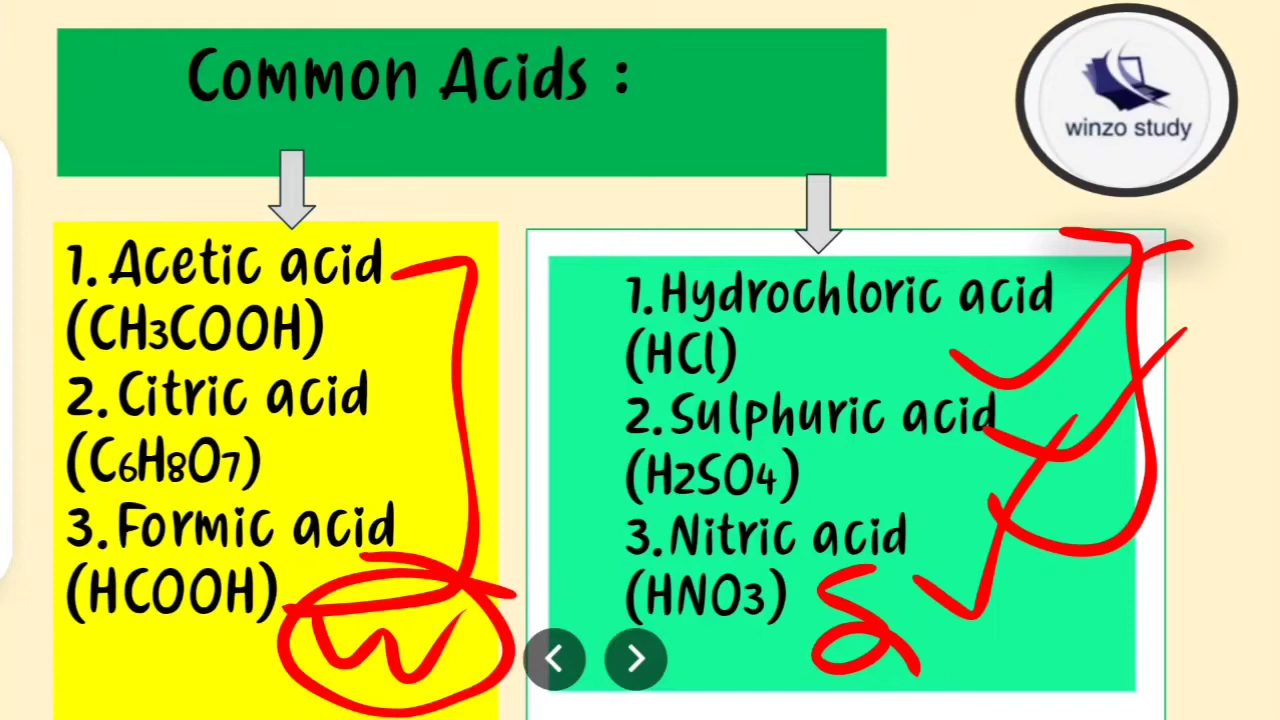 Common Acids :
winzo study
1. Acetic acid
(CH3COOH)
2. Citric acid
(C6H8O7)
3. Formic acid
(HCOOH)
W
1. Hydrochloric acid
(HCl)
2. Sulphuric acid
(H2SO4)
3. Nitric acid
(HNO3)